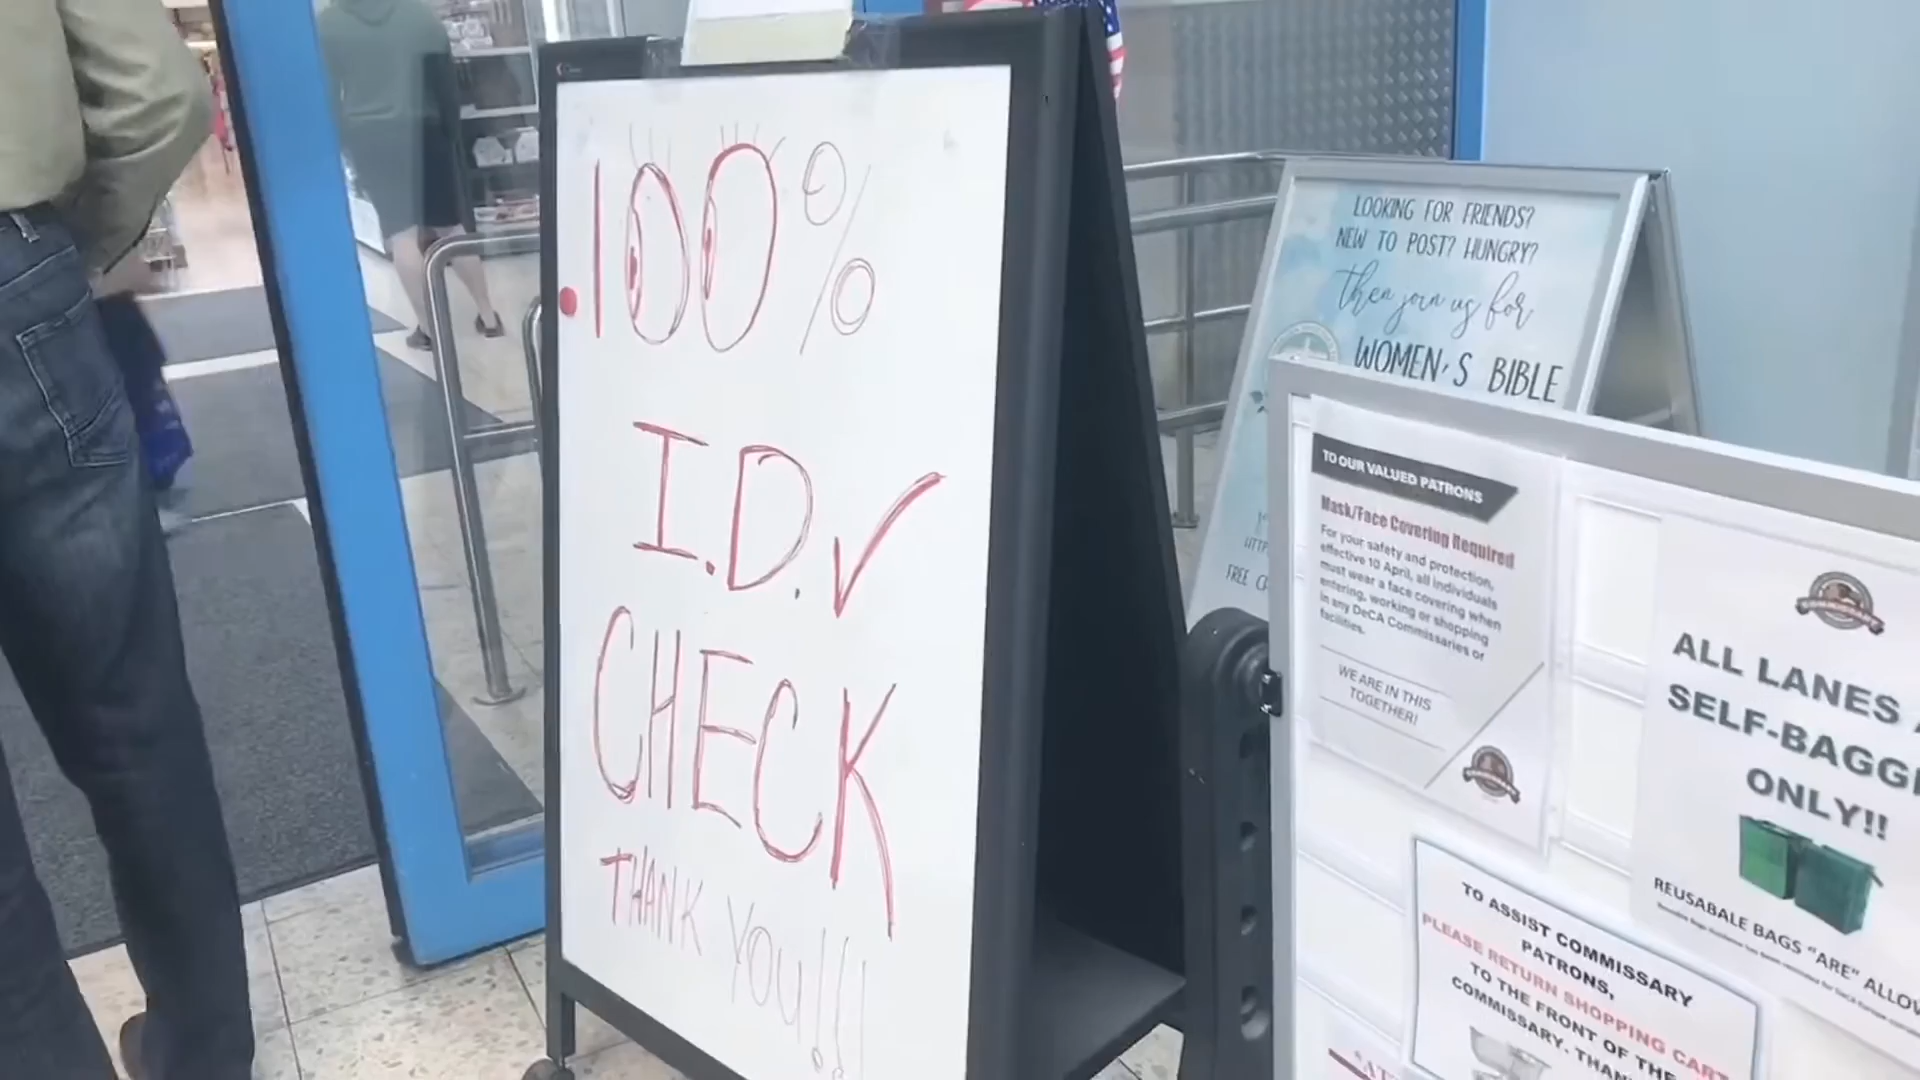 .100%
I.D.✓
CHECK
THANK YOU!!!
LOOKING FOR FRIENDS?
NEW TO POST? HUNGRY?
then join us for
WOMEN'S BIBLE
FREE
TO OUR VALUED PATRONS
Mask/Face Covering Required
For your safety and protection,
effective 10 April, all individuals
must wear a face covering when
entering, working or shopping
in any DeCA Commissaries or
facilities.
WE ARE IN THIS
TOGETHER!
ALL LANES
SELF-BAGG
ONLY!!
REUSABALE BAGS "ARE" ALLOW
TO ASSIST COMMISSARY
PATRONS,
PLEASE RETURN SHOPPING CART
TO THE FRONT OF THE
COMMISSARY. THAN